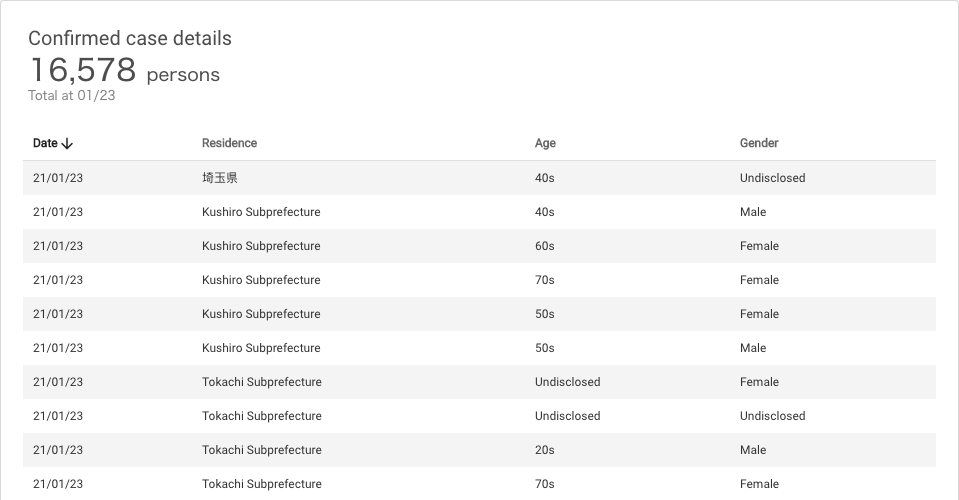 Confirmed case details
16,578 persons
Total at 01/23
Date ↓ Residence Age Gender
21/01/23 埼玉県 40s Undisclosed
21/01/23 Kushiro Subprefecture 40s Male
21/01/23 Kushiro Subprefecture 60s Female
21/01/23 Kushiro Subprefecture 70s Female
21/01/23 Kushiro Subprefecture 50s Female
21/01/23 Kushiro Subprefecture 50s Male
21/01/23 Tokachi Subprefecture Undisclosed Female
21/01/23 Tokachi Subprefecture Undisclosed Undisclosed
21/01/23 Tokachi Subprefecture 20s Male
21/01/23 Tokachi Subprefecture 70s Female